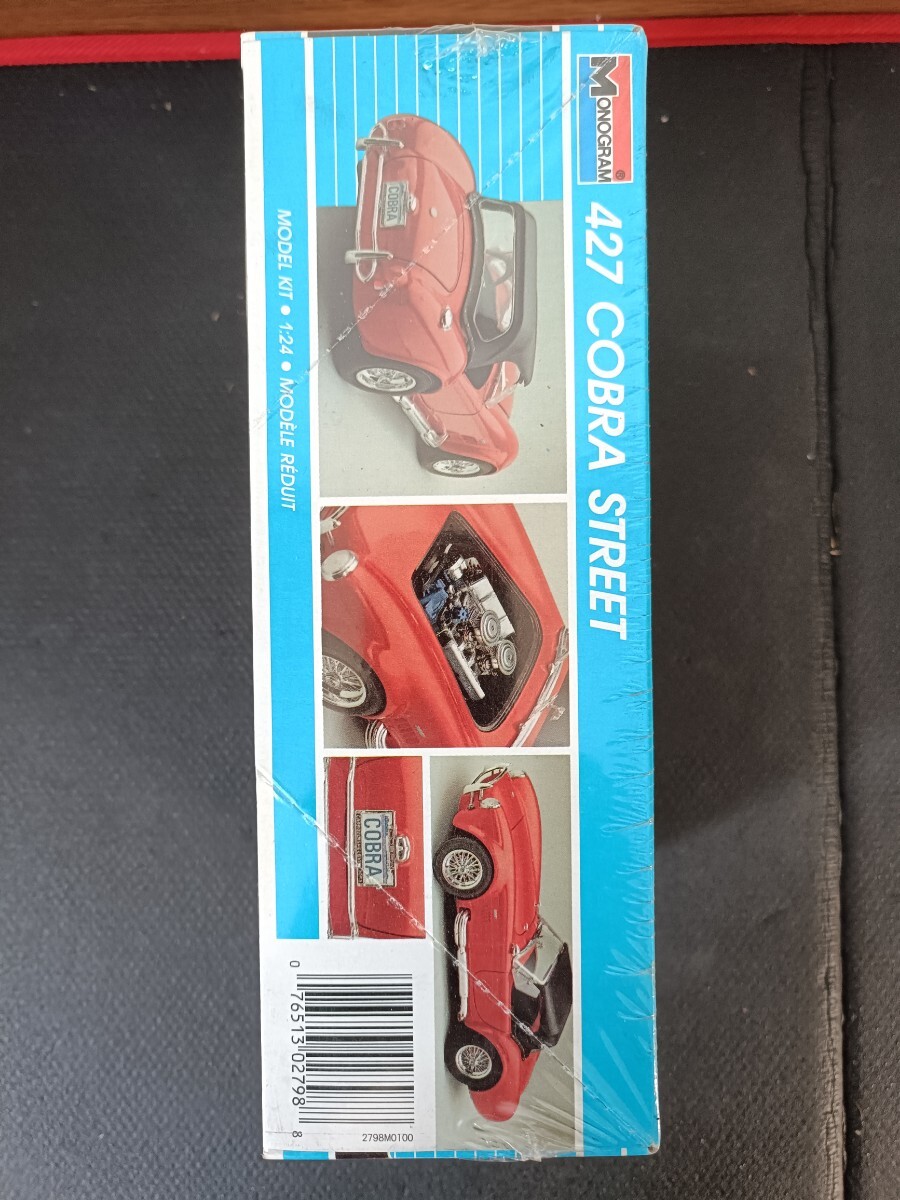 MONOGRAM®
427 COBRA STREET
COBRA
COBRA
MODEL KIT • 1:24 • MODÈLE RÉDUIT
0 76513 02798 8
2798M0100